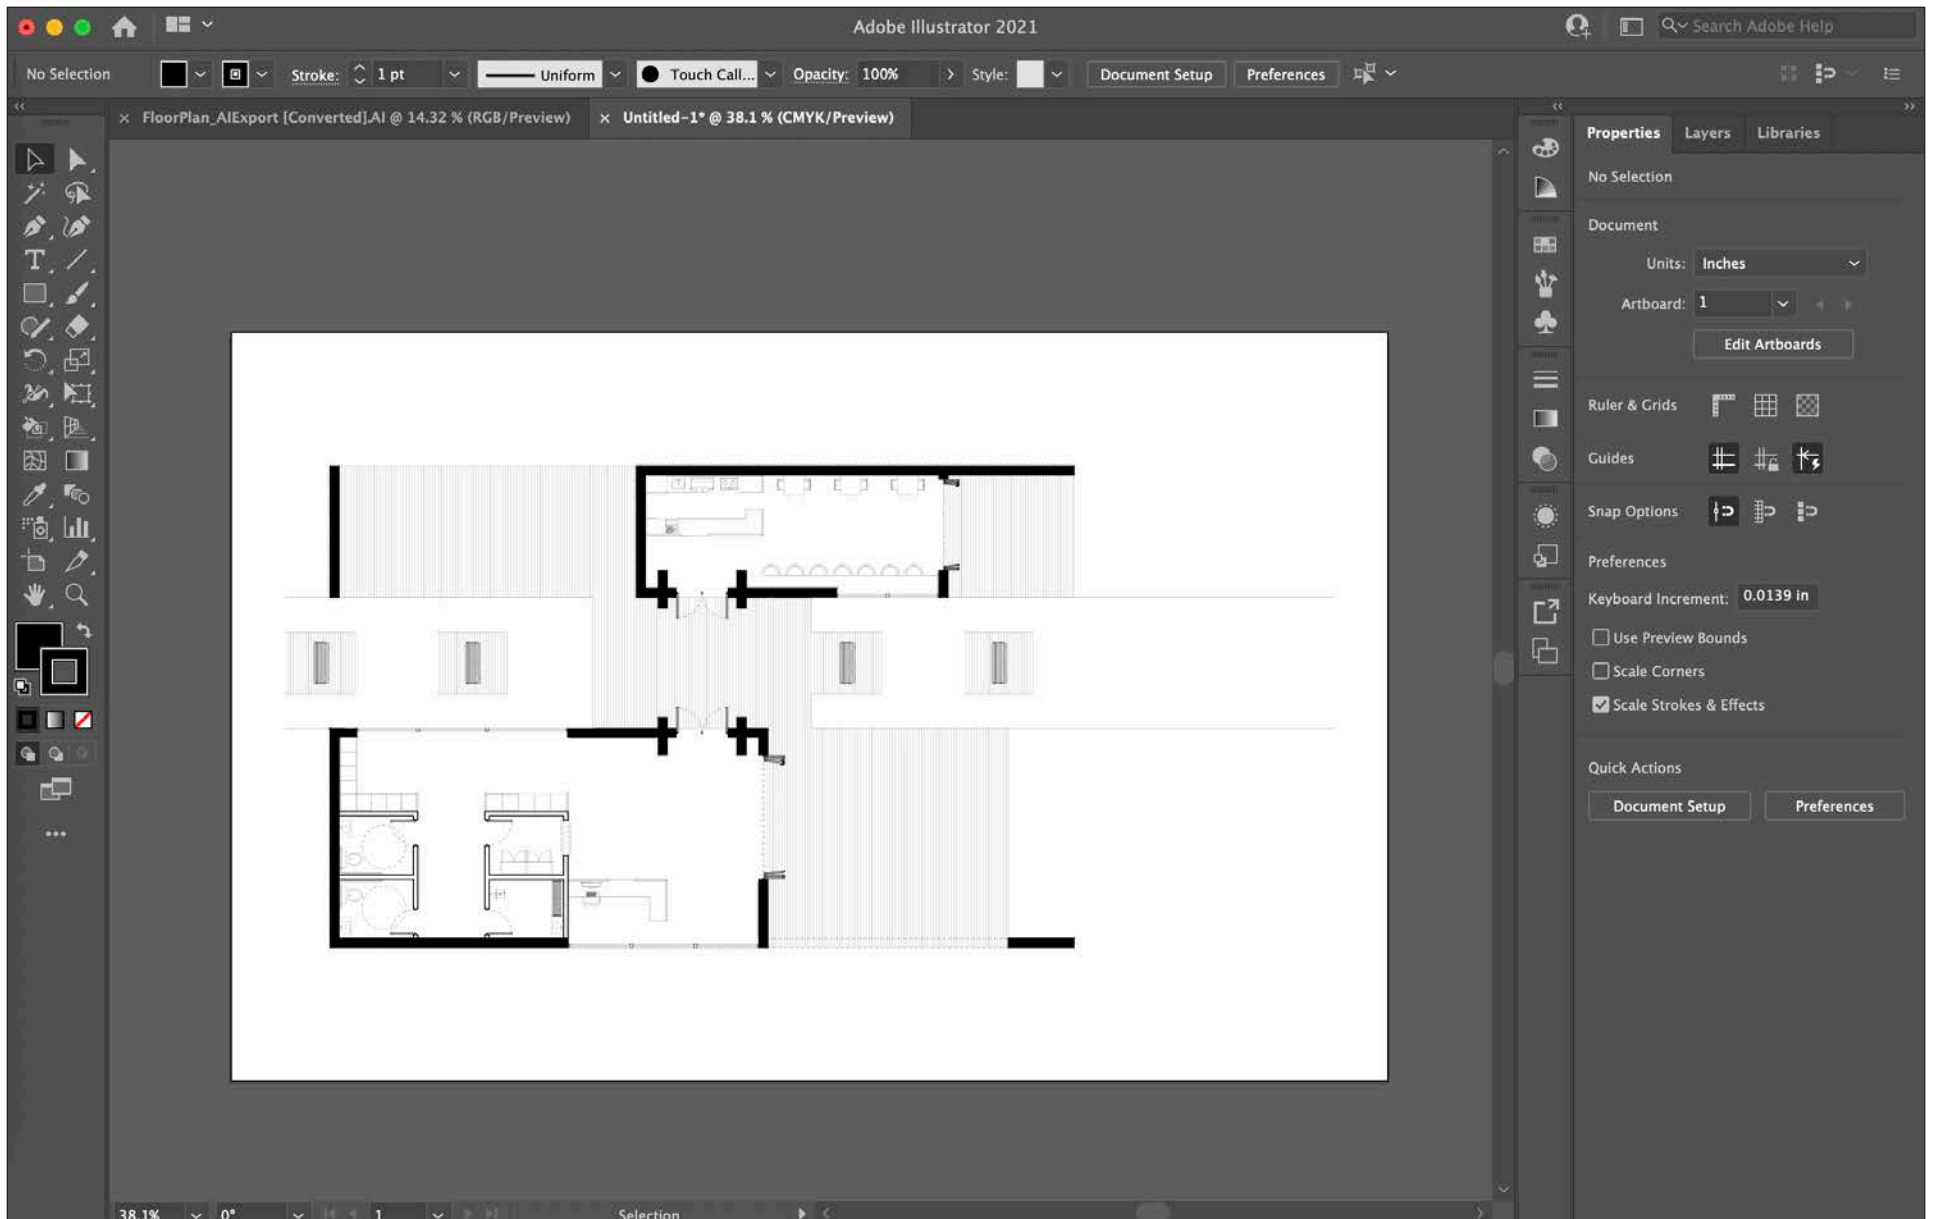 Adobe Illustrator 2021
Search Adobe Help
No Selection
Stroke:
1 pt
Uniform
Touch Call...
Opacity:
100%
Style:
Document Setup
Preferences
× FloorPlan_AIExport [Converted].AI @ 14.32 % (RGB/Preview)
× Untitled-1* @ 38.1 % (CMYK/Preview)
Properties
Layers
Libraries
No Selection
Document
Units: Inches
Artboard: 1
Edit Artboards
Ruler & Grids
Guides
Snap Options
Preferences
Keyboard Increment: 0.0139 in
Use Preview Bounds
Scale Corners
Scale Strokes & Effects
Quick Actions
Document Setup
Preferences
38.1%
0°
1
Selection